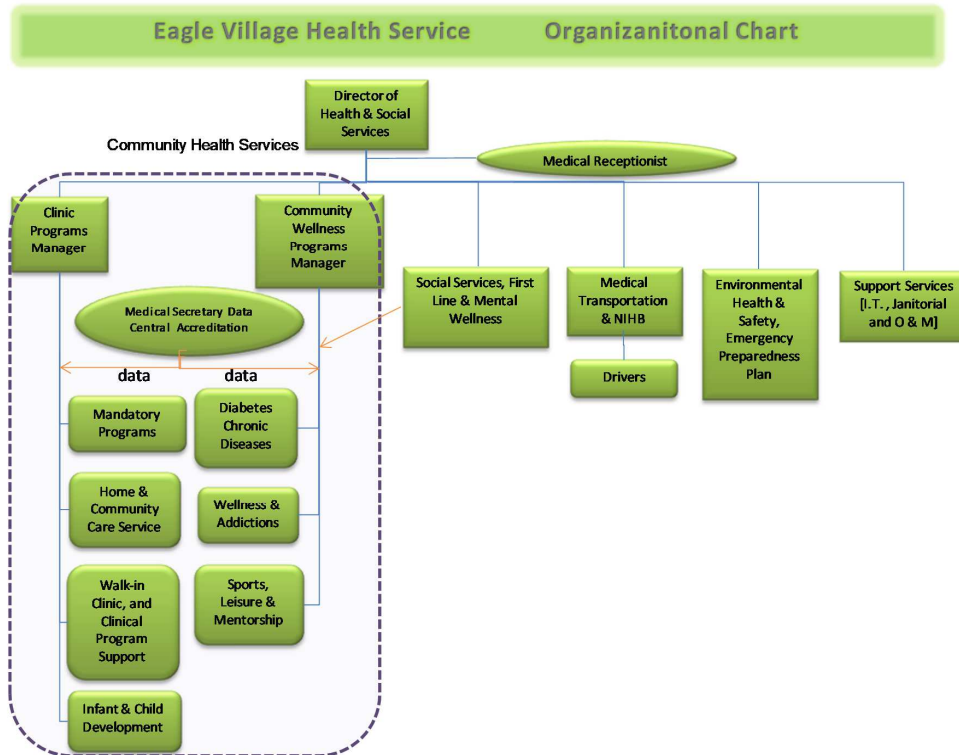 Eagle Village Health Service Organizanitonal Chart
Director of
Health & Social
Services
Community Health Services
Medical Receptionist
Clinic
Programs
Manager
Community
Wellness
Programs
Manager
Social Services, First
Line & Mental
Wellness
Medical
Transportation
& NIHB
Environmental
Health &
Safety,
Emergency
Preparedness
Plan
Support Services
[I.T. , Janitorial
and O & M]
Drivers
Medical Secretary Data
Central Accreditation
data
data
Mandatory
Programs
Diabetes
Chronic
Diseases
Home &
Community
Care Service
Wellness &
Addictions
Walk-in
Clinic, and
Clinical
Program
Support
Sports,
Leisure &
Mentorship
Infant & Child
Development